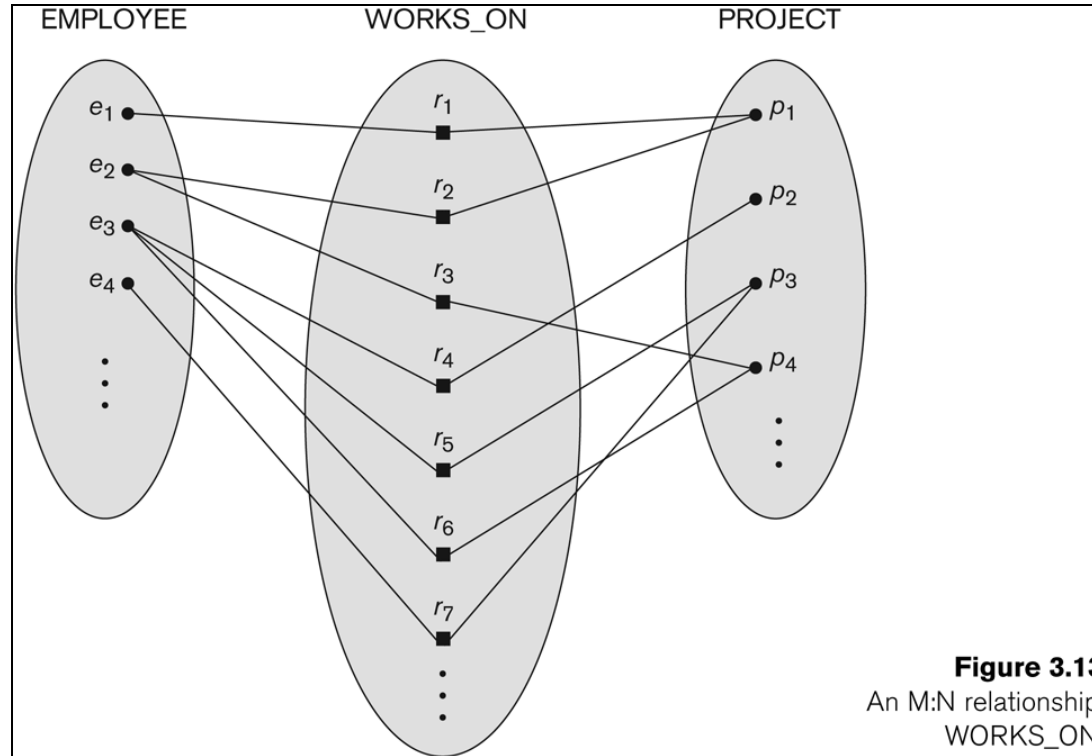 EMPLOYEE WORKS_ON PROJECT
e1 r1 p1
e2 r2 p2
e3 r3 p3
e4 r4 p4
r5
r6
r7
Figure 3.13
An M:N relationship,
WORKS_ON